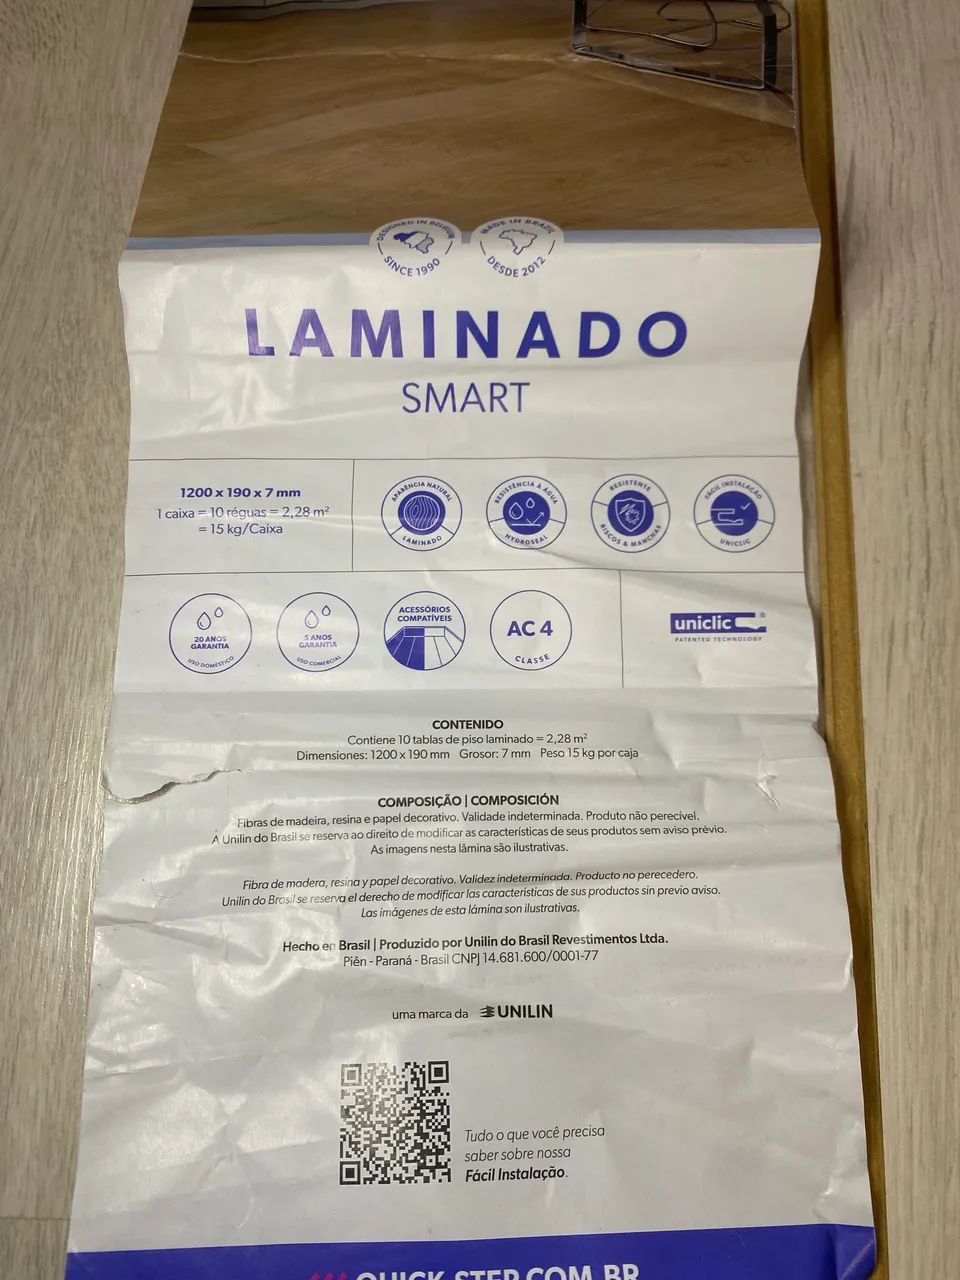 DESIGNED IN BELGIUM
SINCE 1990
MADE IN BRAZIL
DESDE 2012
LAMINADO
SMART
1200 x 190 x 7 mm
1 caixa = 10 réguas = 2,28 m²
= 15 kg/Caixa
APARÊNCIA NATURAL
LAMINADO
RESISTÊNCIA À ÁGUA
HYDROSEAL
RESISTENTE
RISCOS & MANCHAS
FÁCIL INSTALAÇÃO
UNICLIC
20 ANOS
GARANTIA
USO DOMÉSTICO
5 ANOS
GARANTIA
USO COMERCIAL
ACESSÓRIOS
COMPATÍVEIS
AC 4
CLASSE
uniclic®
PATENTED TECHNOLOGY
CONTENIDO
Contiene 10 tablas de piso laminado = 2,28 m²
Dimensiones: 1200 x 190 mm Grosor: 7 mm Peso 15 kg por caja
COMPOSIÇÃO | COMPOSICIÓN
Fibras de madeira, resina e papel decorativo. Validade indeterminada. Produto não perecível.
A Unilin do Brasil se reserva ao direito de modificar as características de seus produtos sem aviso prévio.
As imagens nesta lâmina são ilustrativas.
Fibra de madera, resina y papel decorativo. Validez indeterminada. Producto no perecedero.
Unilin do Brasil se reserva el derecho de modificar las características de sus productos sin previo aviso.
Las imágenes de esta lámina son ilustrativas.
Hecho en Brasil | Produzido por Unilin do Brasil Revestimentos Ltda.
Piên - Paraná - Brasil CNPJ 14.681.600/0001-77
uma marca da UNILIN
Tudo o que você precisa
saber sobre nossa
Fácil Instalação.
QUICK-STEP.COM.BR